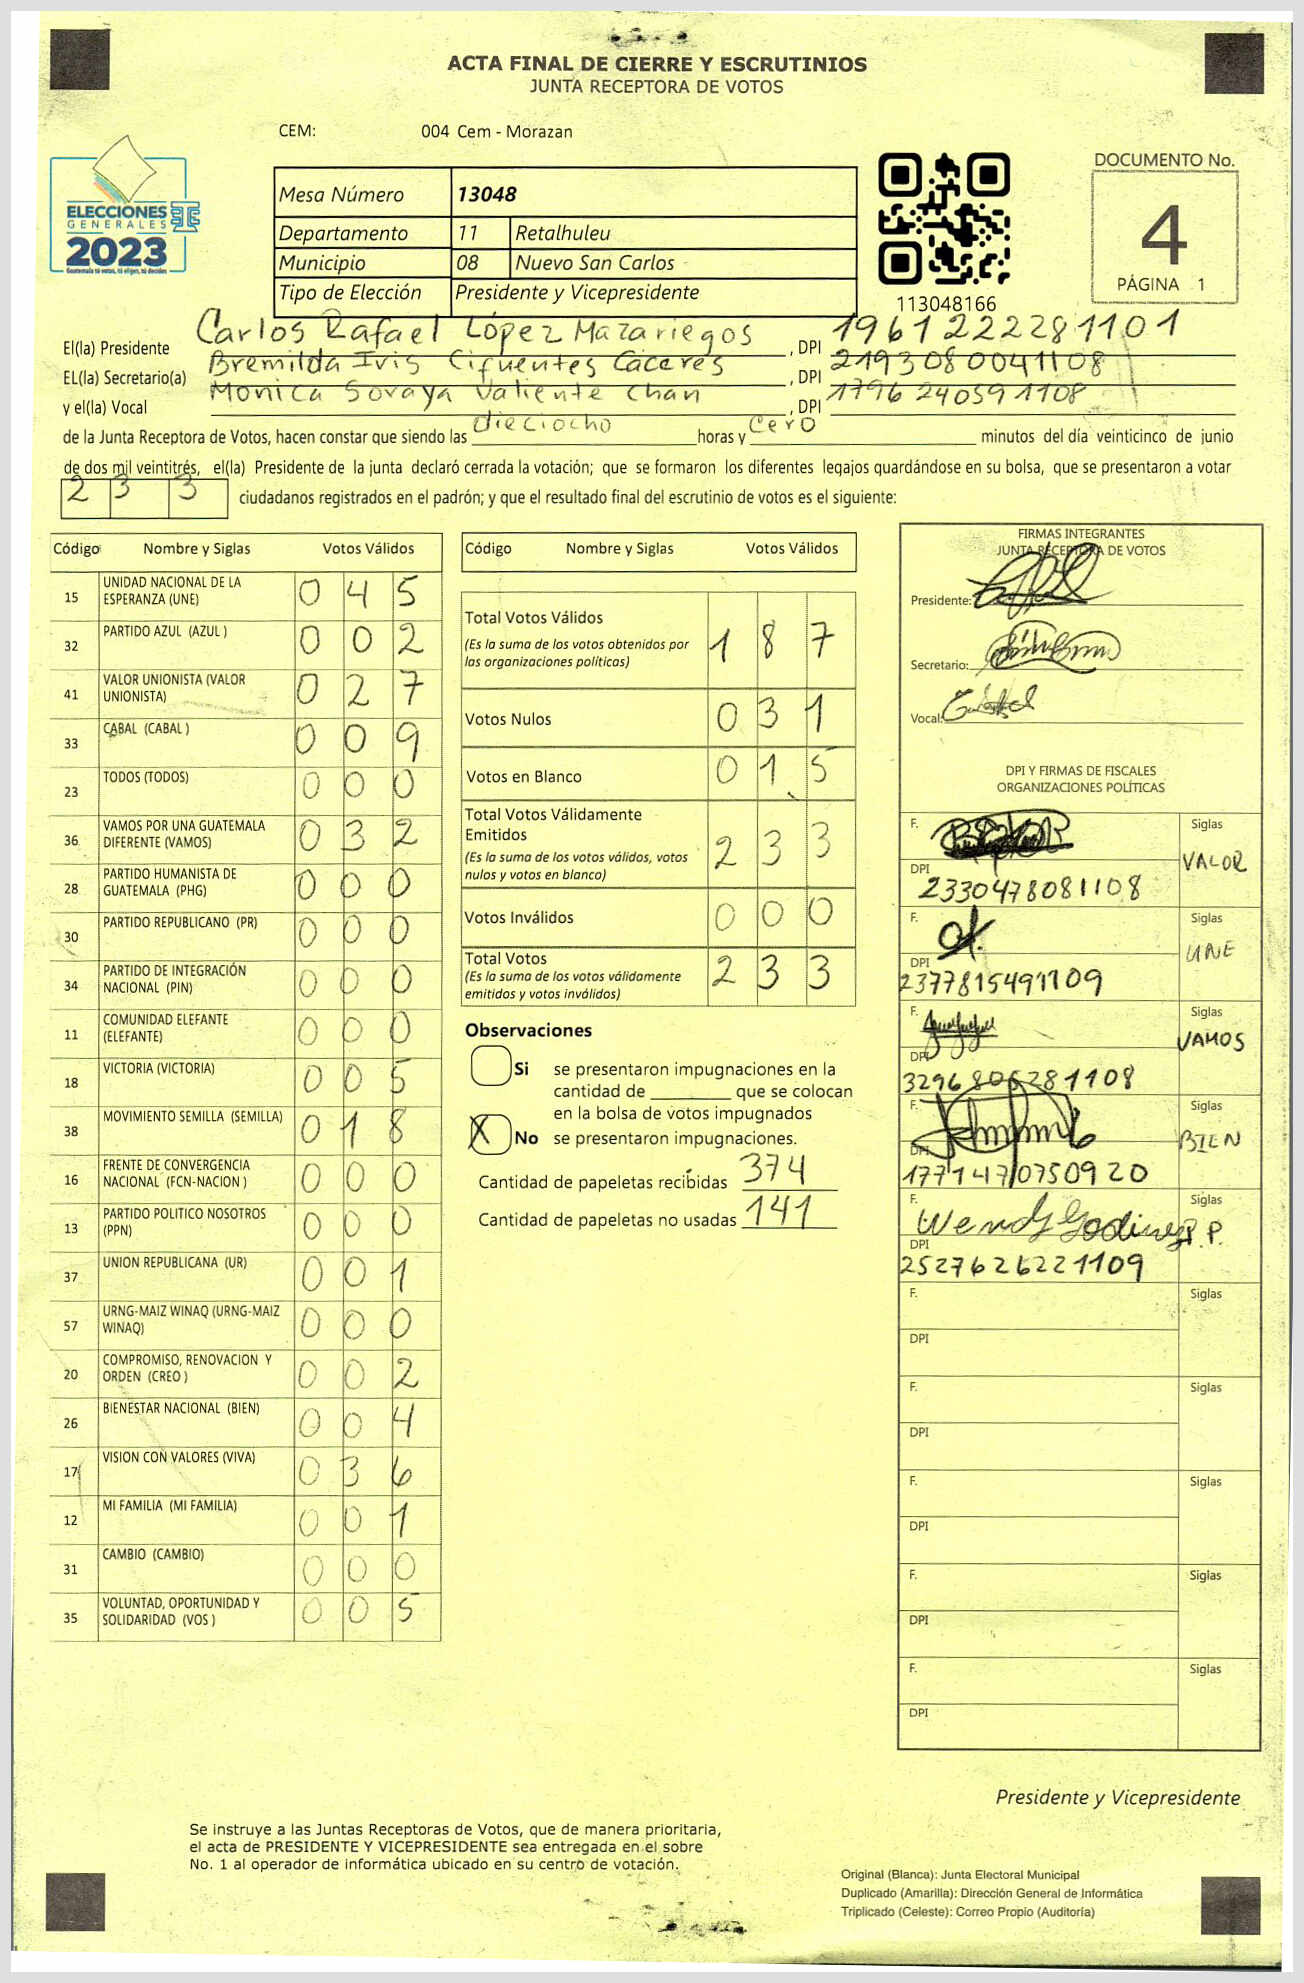 ACTA FINAL DE CIERRE Y ESCRUTINIOS
JUNTA RECEPTORA DE VOTOS
CEM: 004 Cem - Morazan
ELECCIONES
GENERALES
2023
Guatemala tú votas, tú eliges, tú decides
Mesa Número 13048
Departamento 11 Retalhuleu
Municipio 08 Nuevo San Carlos
Tipo de Elección Presidente y Vicepresidente
113048166
DOCUMENTO No.
4
PÁGINA 1
El(la) Presidente Carlos Rafael López Mazariegos , DPI 1961222281101
EL(la) Secretario(a) Bremilda Ivis Cifuentes Cáceres , DPI 2193080041108
y el(la) Vocal Monica Soraya Valiente Chan , DPI 1796240591108
de la Junta Receptora de Votos, hacen constar que siendo las dieciocho horas y cero minutos del día veinticinco de junio
de dos mil veintitrés, el(la) Presidente de la junta declaró cerrada la votación; que se formaron los diferentes legajos guardándose en su bolsa, que se presentaron a votar
2 3 3 ciudadanos registrados en el padrón; y que el resultado final del escrutinio de votos es el siguiente:
Código Nombre y Siglas Votos Válidos
15 UNIDAD NACIONAL DE LA ESPERANZA (UNE) 0 4 5
32 PARTIDO AZUL (AZUL ) 0 0 2
41 VALOR UNIONISTA (VALOR UNIONISTA) 0 2 7
33 CABAL (CABAL ) 0 0 9
23 TODOS (TODOS) 0 0 0
36 VAMOS POR UNA GUATEMALA DIFERENTE (VAMOS) 0 3 2
28 PARTIDO HUMANISTA DE GUATEMALA (PHG) 0 0 0
30 PARTIDO REPUBLICANO (PR) 0 0 0
34 PARTIDO DE INTEGRACIÓN NACIONAL (PIN) 0 0 0
11 COMUNIDAD ELEFANTE (ELEFANTE) 0 0 0
18 VICTORIA (VICTORIA) 0 0 5
38 MOVIMIENTO SEMILLA (SEMILLA) 0 1 8
16 FRENTE DE CONVERGENCIA NACIONAL (FCN-NACION ) 0 0 0
13 PARTIDO POLITICO NOSOTROS (PPN) 0 0 0
37 UNION REPUBLICANA (UR) 0 0 1
57 URNG-MAIZ WINAQ (URNG-MAIZ WINAQ) 0 0 0
20 COMPROMISO, RENOVACION Y ORDEN (CREO ) 0 0 2
26 BIENESTAR NACIONAL (BIEN) 0 0 4
17 VISION CON VALORES (VIVA) 0 3 6
12 MI FAMILIA (MI FAMILIA) 0 0 1
31 CAMBIO (CAMBIO) 0 0 0
35 VOLUNTAD, OPORTUNIDAD Y SOLIDARIDAD (VOS ) 0 0 5
Código Nombre y Siglas Votos Válidos
Total Votos Válidos 1 8 7
(Es la suma de los votos obtenidos por
las organizaciones políticas)
Votos Nulos 0 3 1
Votos en Blanco 0 1 5
Total Votos Válidamente
Emitidos 2 3 3
(Es la suma de los votos válidos, votos
nulos y votos en blanco)
Votos Inválidos 0 0 0
Total Votos 2 3 3
(Es la suma de los votos válidamente
emitidos y votos inválidos)
Observaciones
Si se presentaron impugnaciones en la
cantidad de ________ que se colocan
en la bolsa de votos impugnados
X No se presentaron impugnaciones.
Cantidad de papeletas recibidas 374
Cantidad de papeletas no usadas 141
FIRMAS INTEGRANTES
JUNTA RECEPTORA DE VOTOS
Presidente:
Secretario:
Vocal:
DPI Y FIRMAS DE FISCALES
ORGANIZACIONES POLÍTICAS
F. Siglas
VALOR
DPI 2330478081108
F. Siglas
UNE
DPI 2377815491109
F. Siglas
VAMOS
DPI 3296806281108
F. Siglas
BIEN
DPI 1771470750920
F. Wendy Godinez Siglas
P.P.
DPI 2527626221109
F. Siglas
DPI
F. Siglas
DPI
F. Siglas
DPI
F. Siglas
DPI
F. Siglas
DPI
Presidente y Vicepresidente
Se instruye a las Juntas Receptoras de Votos, que de manera prioritaria,
el acta de PRESIDENTE Y VICEPRESIDENTE sea entregada en el sobre
No. 1 al operador de informática ubicado en su centro de votación.
Original (Blanca): Junta Electoral Municipal
Duplicado (Amarilla): Dirección General de Informática
Triplicado (Celeste): Correo Propio (Auditoría)